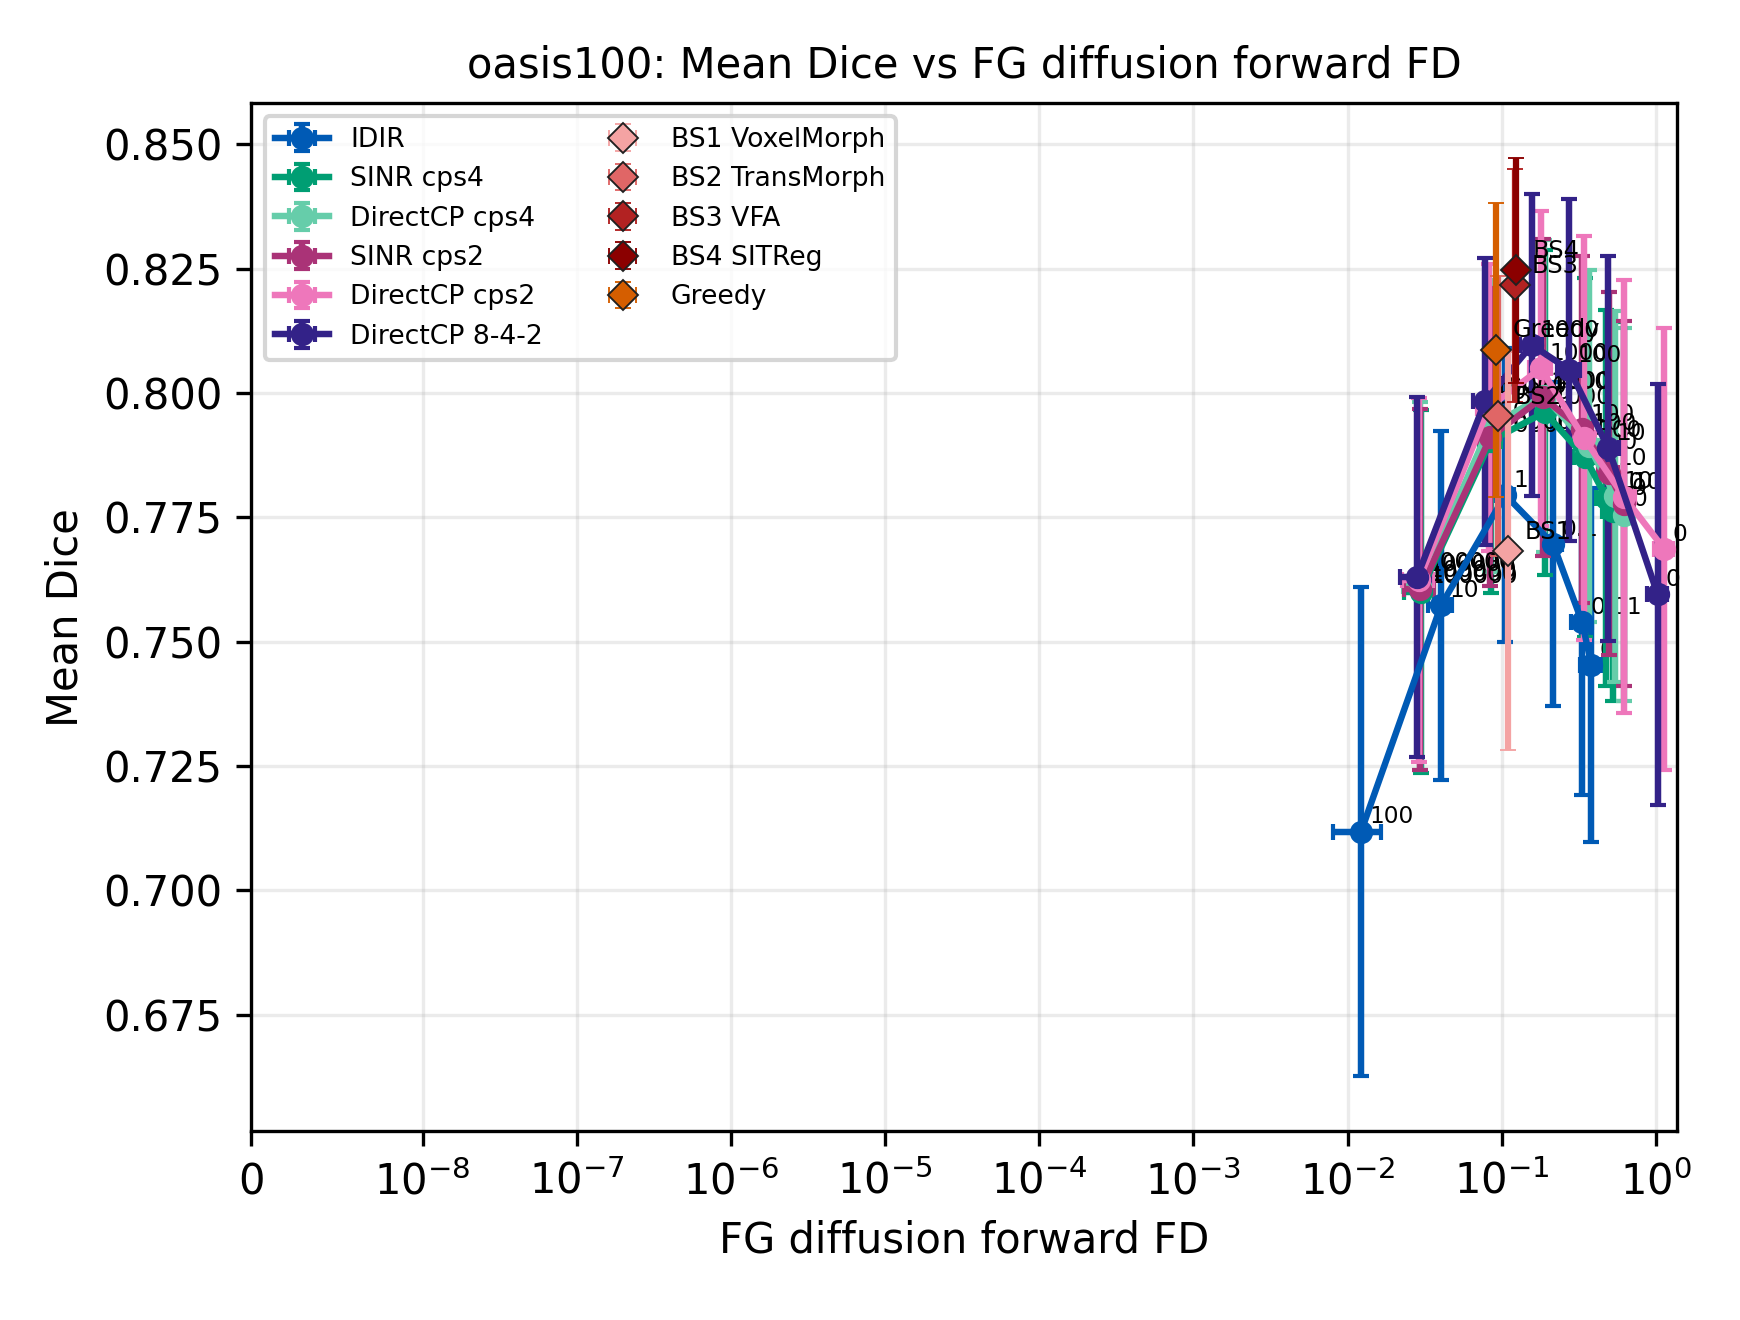 oasis100: Mean Dice vs FG diffusion forward FD
IDIR
SINR cps4
DirectCP cps4
SINR cps2
DirectCP cps2
DirectCP 8-4-2
BS1 VoxelMorph
BS2 TransMorph
BS3 VFA
BS4 SITReg
Greedy
0.850
0.825
0.800
0.775
0.750
0.725
0.700
0.675
Mean Dice
BS4
BS3
Greedy
BS2
1
BS1
10
100
0
0
0
10⁻⁸
10⁻⁷
10⁻⁶
10⁻⁵
10⁻⁴
10⁻³
10⁻²
10⁻¹
10⁰
FG diffusion forward FD